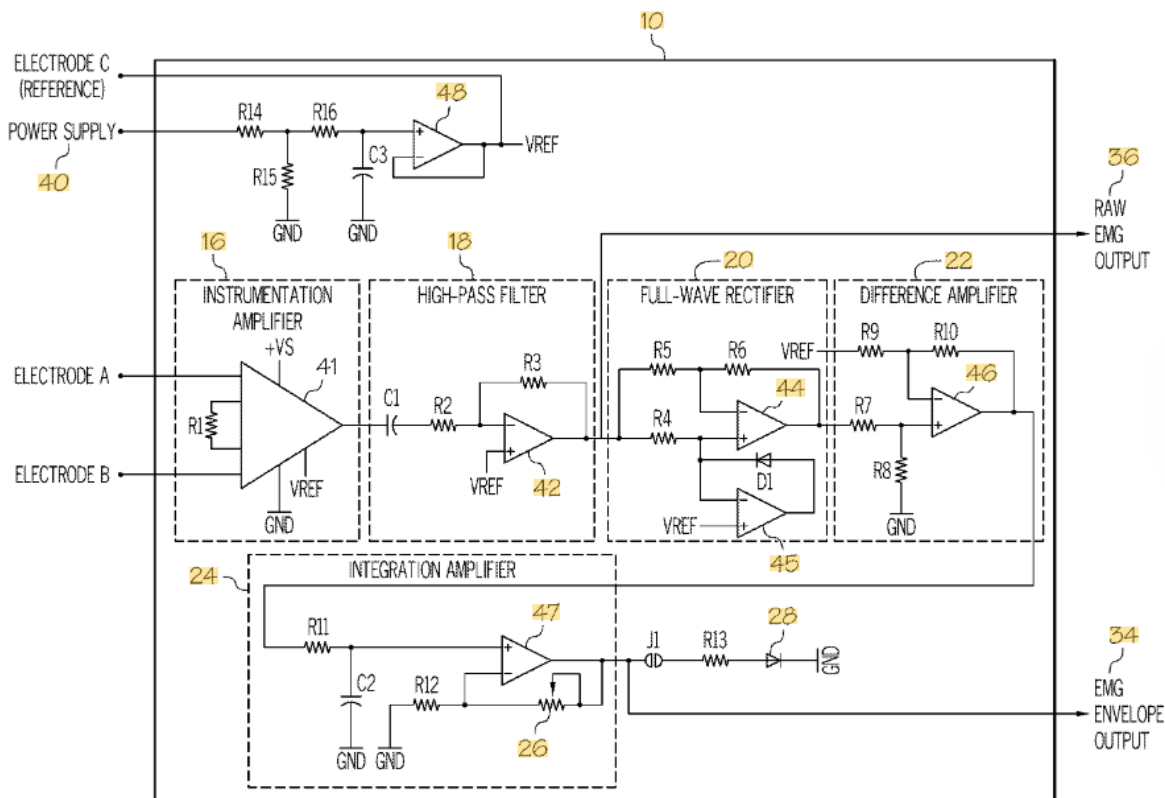 10
ELECTRODE C
(REFERENCE)
48
R14
R16
POWER SUPPLY
VREF
40
R15
C3
GND
GND
36
RAW
EMG
OUTPUT
16
18
20
22
INSTRUMENTATION
AMPLIFIER
HIGH-PASS FILTER
FULL-WAVE RECTIFIER
DIFFERENCE AMPLIFIER
+VS
R9
R10
VREF
R5
R6
R3
41
44
46
ELECTRODE A
C1
R2
R4
R7
R1
R8
D1
42
VREF
ELECTRODE B
VREF
GND
VREF
GND
45
24
INTEGRATION AMPLIFIER
47
28
R11
J1
R13
GND
C2
R12
26
GND
GND
34
EMG
ENVELOPE
OUTPUT